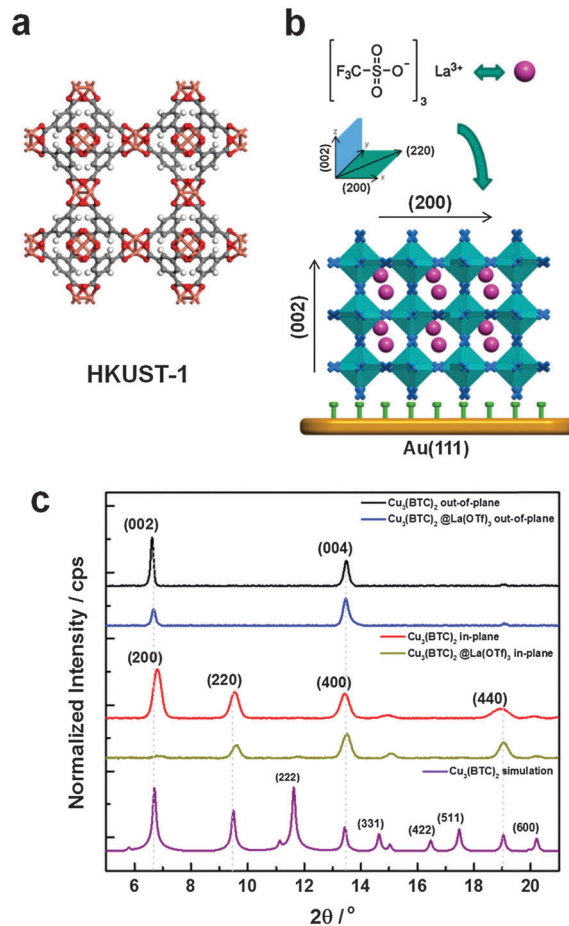 a
HKUST-1
b
F₃C-S-O⁻
O
O
3
La³⁺
(002)
z
y
x
(220)
(200)
(200)
(002)
Au(111)
c
Cu₃(BTC)₂ out-of-plane
Cu₃(BTC)₂ @La(OTf)₃ out-of-plane
(002)
(004)
Cu₃(BTC)₂ in-plane
Cu₃(BTC)₂ @La(OTf)₃ in-plane
(200)
(220)
(400)
(440)
Cu₃(BTC)₂ simulation
(222)
(331)
(422)
(511)
(600)
Normalized Intensity / cps
6 8 10 12 14 16 18 20
2θ / °